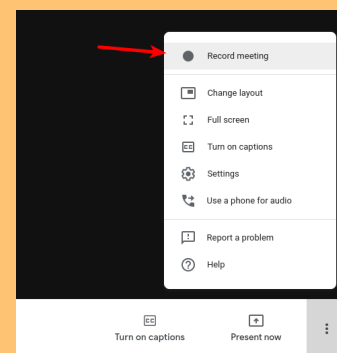 Record meeting
Change layout
Full screen
CC
Turn on captions
Settings
Use a phone for audio
Report a problem
Help
CC
Turn on captions
Present now